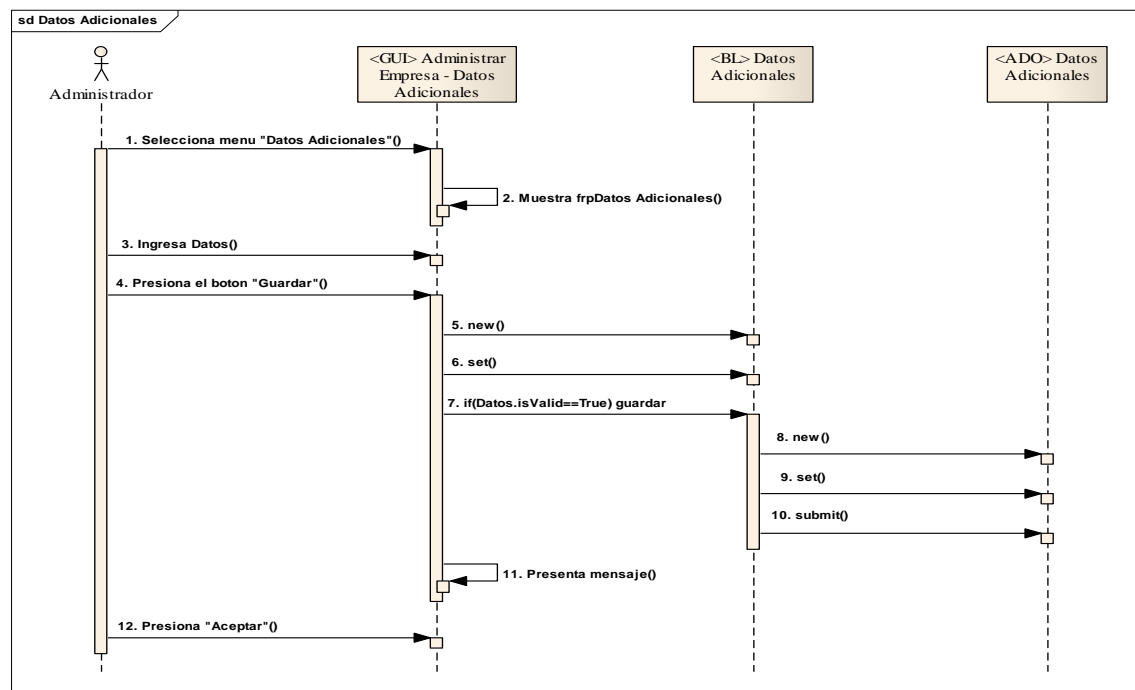 sd Datos Adicionales
Administrador
<GUI> Administrar
Empresa - Datos
Adicionales
<BL> Datos
Adicionales
<ADO> Datos
Adicionales
1. Selecciona menu "Datos Adicionales"()
2. Muestra frpDatos Adicionales()
3. Ingresa Datos()
4. Presiona el boton "Guardar"()
5. new()
6. set()
7. if(Datos.isValid==True) guardar
8. new()
9. set()
10. submit()
11. Presenta mensaje()
12. Presiona "Aceptar"()